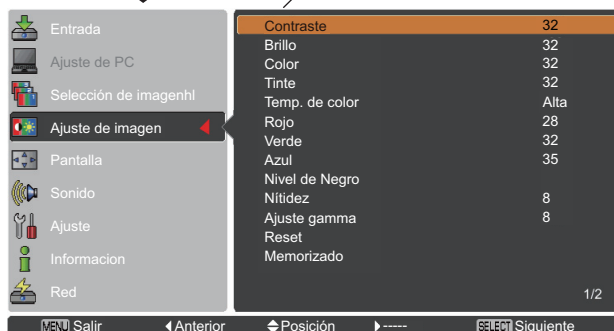 Entrada
Ajuste de PC
Selección de imagenhl
Ajuste de imagen
Pantalla
Sonido
Ajuste
Informacion
Red
Contraste 32
Brillo 32
Color 32
Tinte 32
Temp. de color Alta
Rojo 28
Verde 32
Azul 35
Nivel de Negro
Nítidez 8
Ajuste gamma 8
Reset
Memorizado
1/2
MENU Salir Anterior Posición ----- SELECT Siguiente